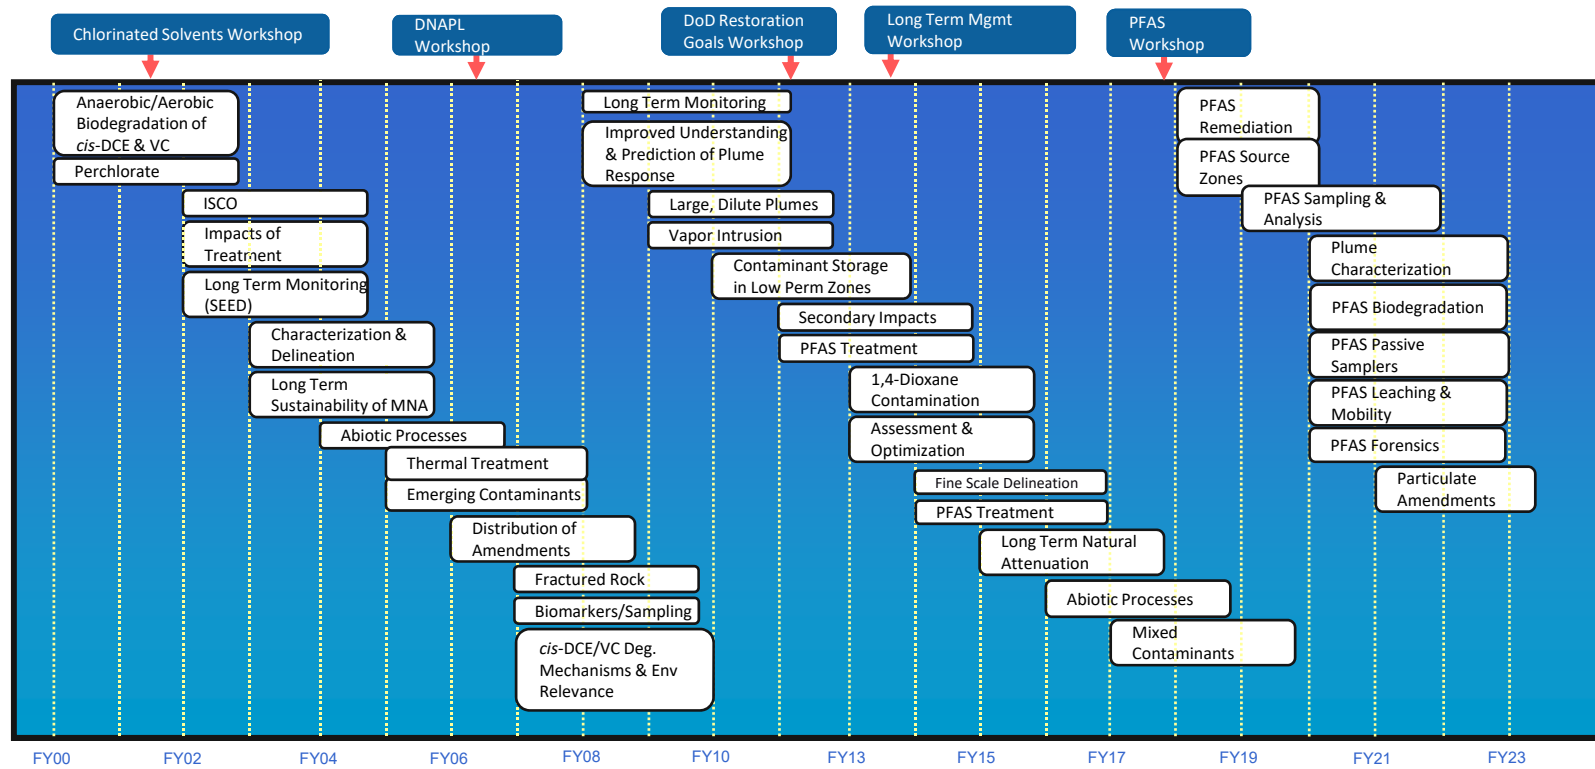 Chlorinated Solvents Workshop
DNAPL
Workshop
DoD Restoration
Goals Workshop
Long Term Mgmt
Workshop
PFAS
Workshop
Anaerobic/Aerobic
Biodegradation of
cis-DCE & VC
Perchlorate
ISCO
Impacts of
Treatment
Long Term Monitoring
(SEED)
Characterization &
Delineation
Long Term
Sustainability of MNA
Abiotic Processes
Thermal Treatment
Emerging Contaminants
Distribution of
Amendments
Fractured Rock
Biomarkers/Sampling
cis-DCE/VC Deg.
Mechanisms & Env
Relevance
Long Term Monitoring
Improved Understanding
& Prediction of Plume
Response
Large, Dilute Plumes
Vapor Intrusion
Contaminant Storage
in Low Perm Zones
Secondary Impacts
PFAS Treatment
1,4-Dioxane
Contamination
Assessment &
Optimization
Fine Scale Delineation
PFAS Treatment
Long Term Natural
Attenuation
Abiotic Processes
Mixed
Contaminants
PFAS
Remediation
PFAS Source
Zones
PFAS Sampling &
Analysis
Plume
Characterization
PFAS Biodegradation
PFAS Passive
Samplers
PFAS Leaching &
Mobility
PFAS Forensics
Particulate
Amendments
FY00
FY02
FY04
FY06
FY08
FY10
FY13
FY15
FY17
FY19
FY21
FY23